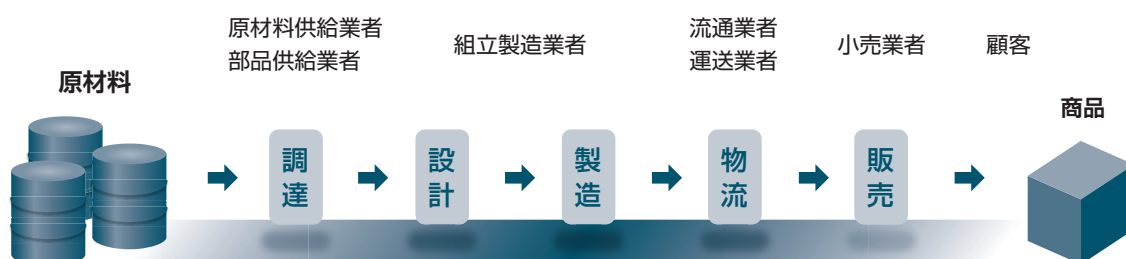 原材料供給業者
部品供給業者
組立製造業者
流通業者
運送業者
小売業者
顧客
原材料
商品
調達
設計
製造
物流
販売